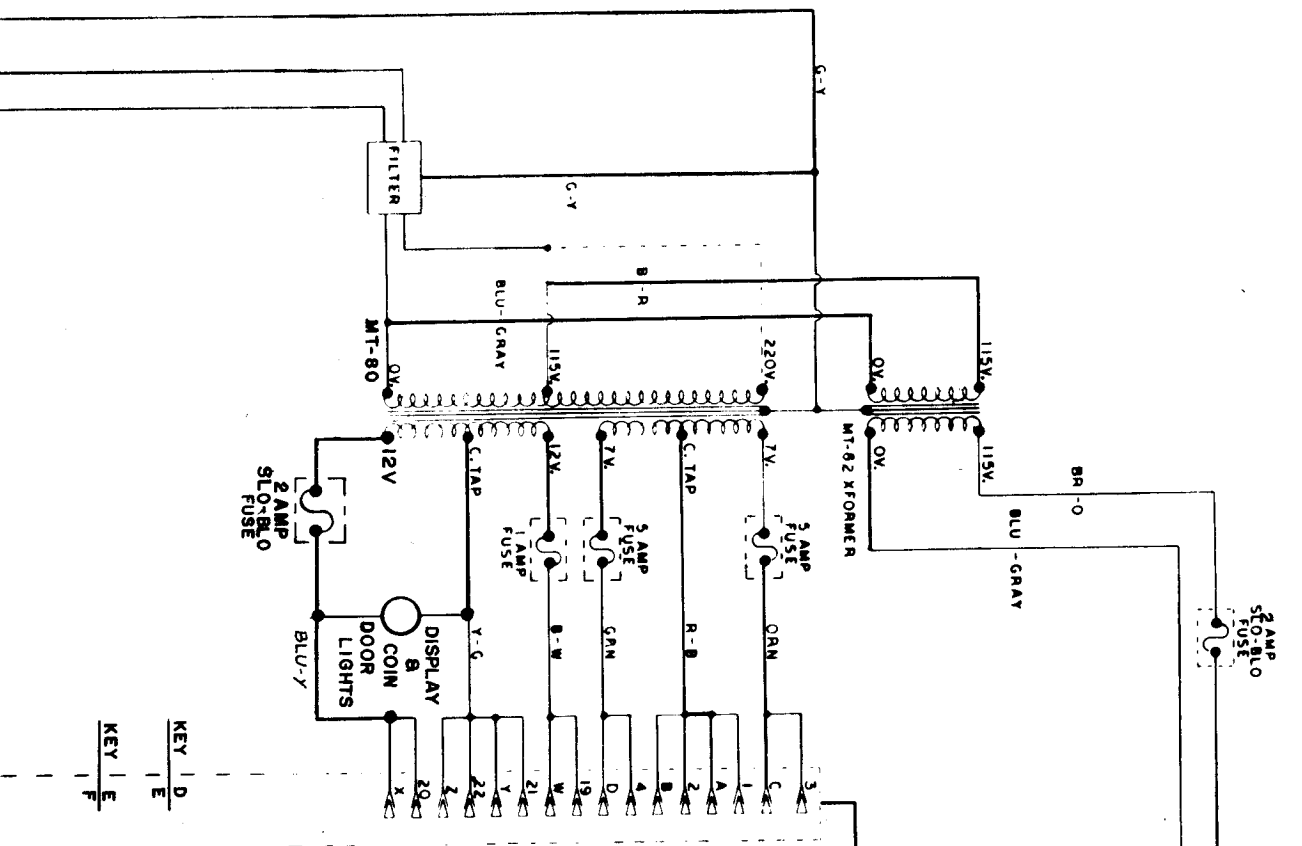 G-Y
FILTER
G-Y
B-R
BLU-GRAY
MT-80
0V.
115V.
220V.
0V.
115V.
12V
C. TAP
12V.
7V.
C. TAP
7V.
0V.
115V.
MT-82 XFORMER
BR-O
BLU-GRAY
2 AMP
SLO-BLO
FUSE
1 AMP
FUSE
5 AMP
FUSE
5 AMP
FUSE
2 AMP
SLO-BLO
FUSE
DISPLAY
&
COIN
DOOR
LIGHTS
BLU-Y
Y-G
B-W
GRN
R-B
ORN
KEY D
E
KEY E
F
X
20
Z
22
Y
21
W
19
D
4
B
2
A
1
C
3